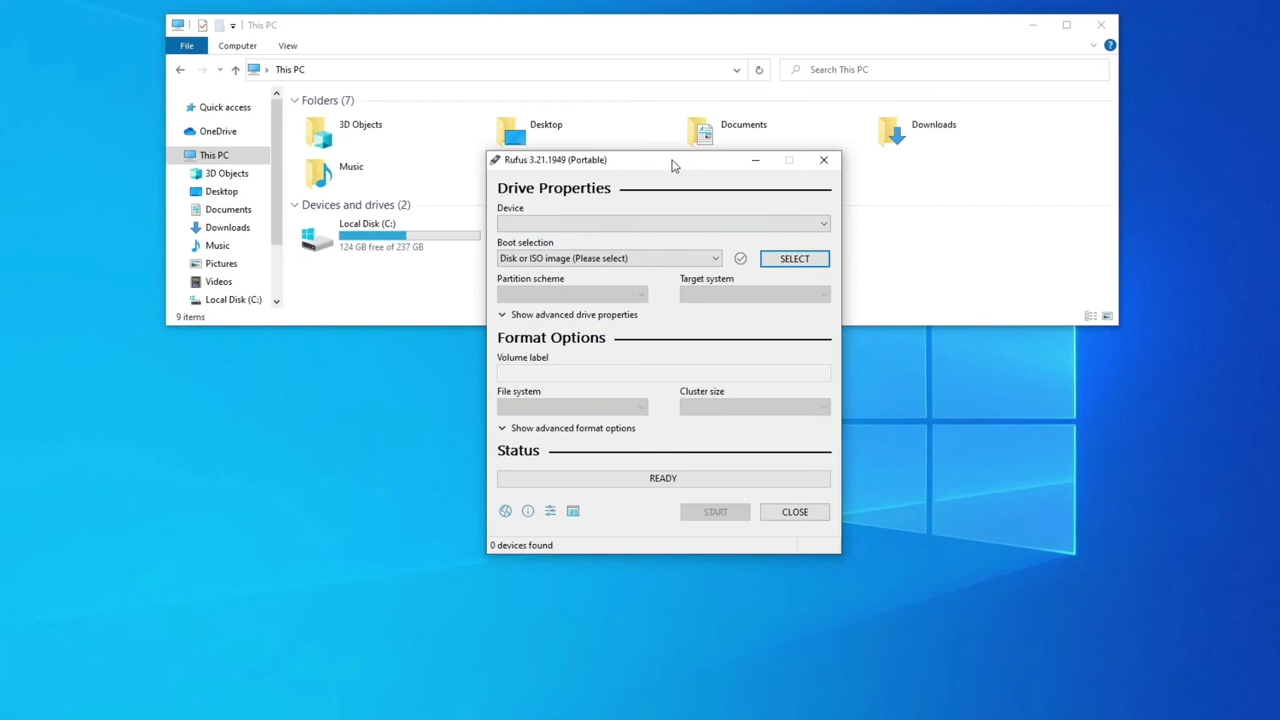 This PC
File Computer View
This PC
Search This PC
Quick access
OneDrive
This PC
3D Objects
Desktop
Documents
Downloads
Music
Pictures
Videos
Local Disk (C:)
Folders (7)
3D Objects
Desktop
Documents
Downloads
Music
Devices and drives (2)
Local Disk (C:)
124 GB free of 237 GB
9 items
Rufus 3.21.1949 (Portable)
Drive Properties
Device
Boot selection
Disk or ISO image (Please select) SELECT
Partition scheme Target system
Show advanced drive properties
Format Options
Volume label
File system Cluster size
Show advanced format options
Status
READY
START CLOSE
0 devices found